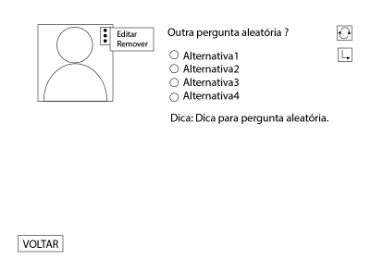 Editar
Remover
Outra pergunta aleatória ?
Alternativa1
Alternativa2
Alternativa3
Alternativa4
Dica: Dica para pergunta aleatória.
VOLTAR